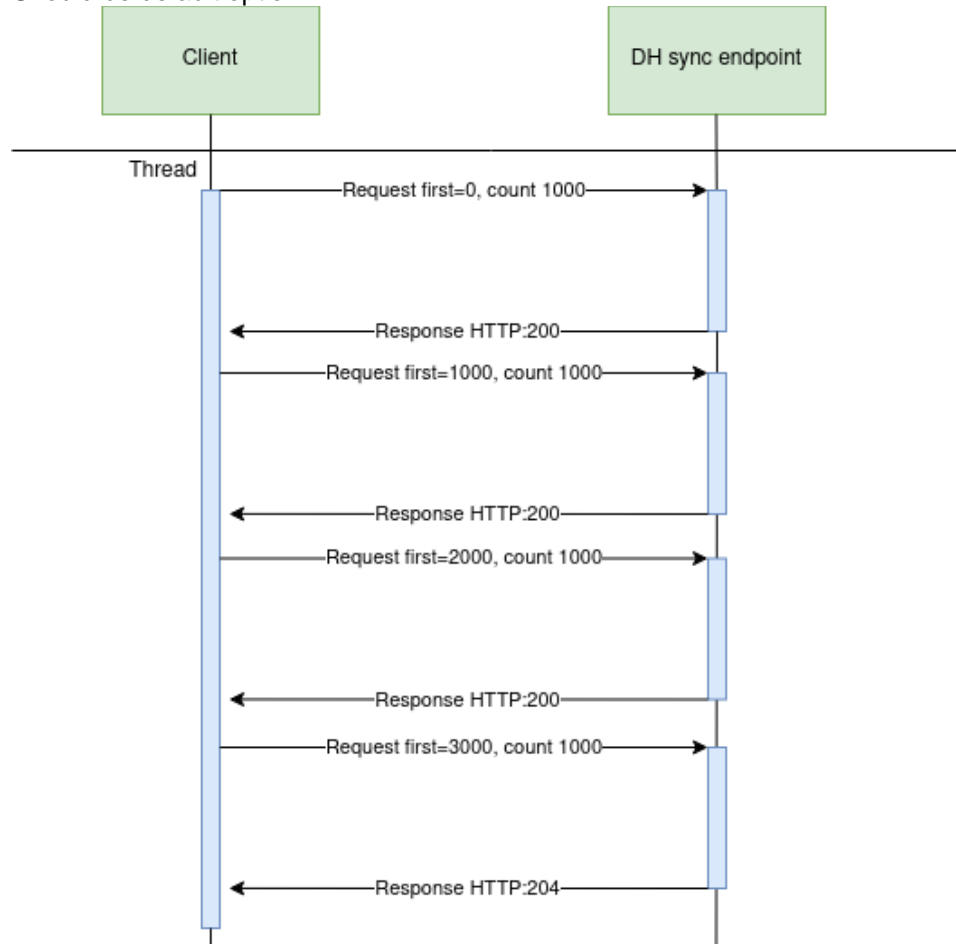 Client
DH sync endpoint
Thread
Request first=0, count 1000
Response HTTP:200
Request first=1000, count 1000
Response HTTP:200
Request first=2000, count 1000
Response HTTP:200
Request first=3000, count 1000
Response HTTP:204